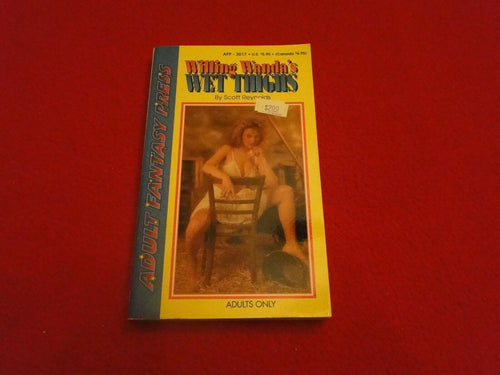 AFP - 3017 • U.S. $5.95 • (Canada $6.95)
Willing Wanda's
WET THIGHS
By Scott Reynolds
$2.00
ADULT FANTASY PRESS
ADULTS ONLY